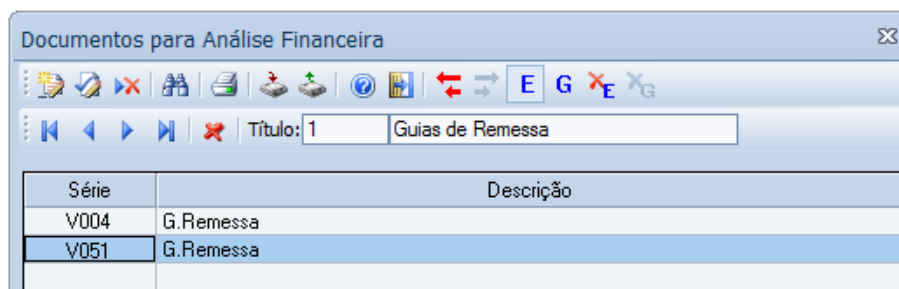 Documentos para Análise Financeira
E G E G
Título: 1 Guias de Remessa
Série Descrição
V004 G.Remessa
V051 G.Remessa